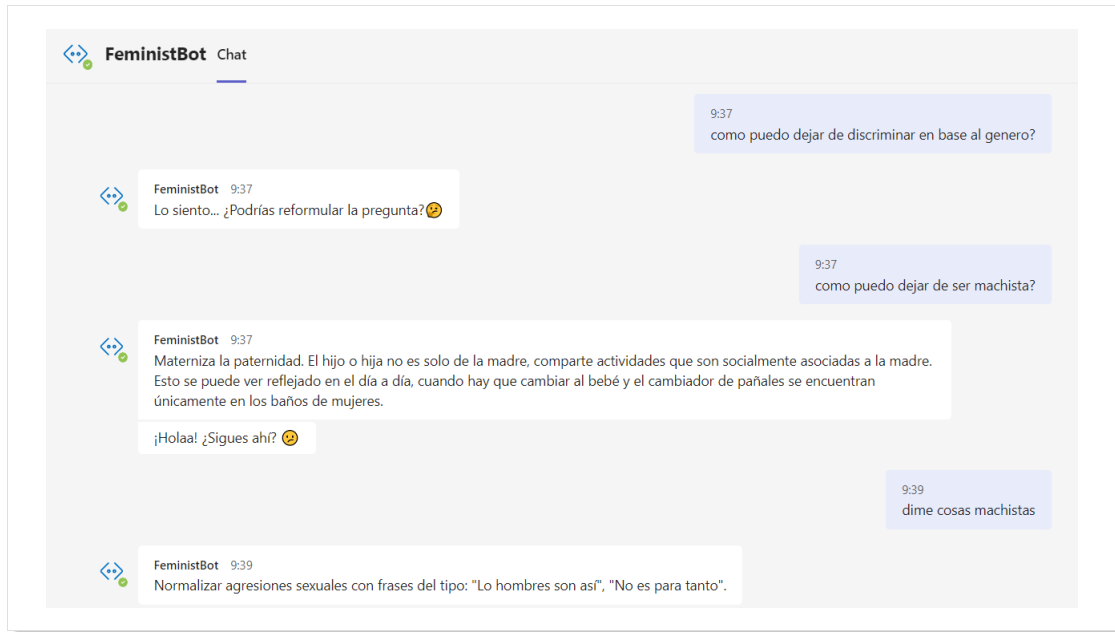 FeministBot Chat
9:37
como puedo dejar de discriminar en base al genero?
FeministBot 9:37
Lo siento... ¿Podrías reformular la pregunta?🫤
9:37
como puedo dejar de ser machista?
FeministBot 9:37
Materniza la paternidad. El hijo o hija no es solo de la madre, comparte actividades que son socialmente asociadas a la madre.
Esto se puede ver reflejado en el día a día, cuando hay que cambiar al bebé y el cambiador de pañales se encuentran
únicamente en los baños de mujeres.
¡Holaa! ¿Sigues ahí? 😕
9:39
dime cosas machistas
FeministBot 9:39
Normalizar agresiones sexuales con frases del tipo: "Lo hombres son así", "No es para tanto".